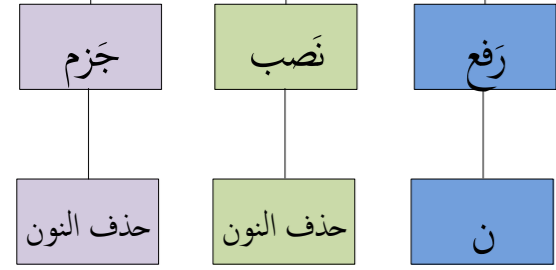 رَفع
نَصب
جَزم
ن
حذف النون
حذف النون